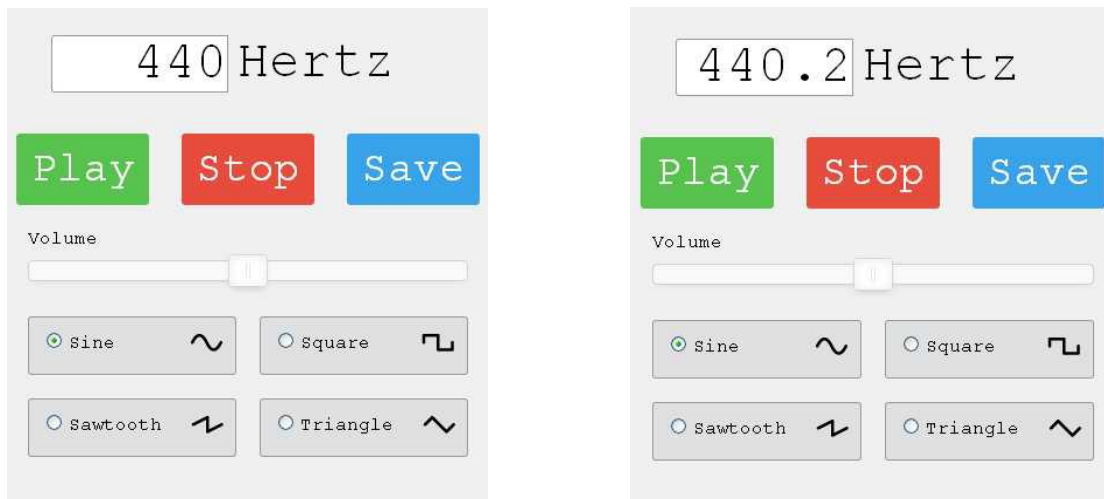 440 Hertz
Play Stop Save
Volume
Sine Square
Sawtooth Triangle
440.2 Hertz
Play Stop Save
Volume
Sine Square
Sawtooth Triangle